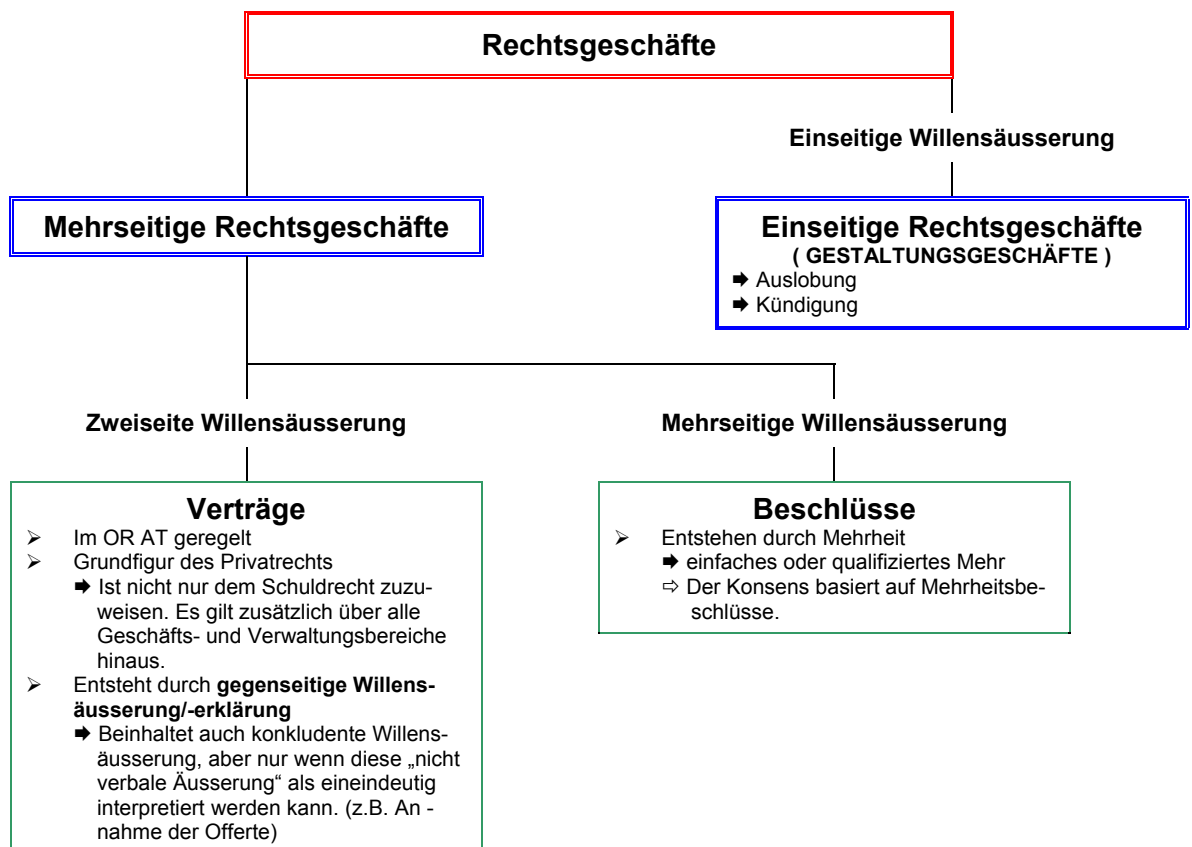 Rechtsgeschäfte
Einseitige Willensäusserung
Mehrseitige Rechtsgeschäfte
Einseitige Rechtsgeschäfte
( GESTALTUNGSGESCHÄFTE )
➡ Auslobung
➡ Kündigung
Zweiseite Willensäusserung
Mehrseitige Willensäusserung
Verträge
➢ Im OR AT geregelt
➢ Grundfigur des Privatrechts
➡ Ist nicht nur dem Schuldrecht zuzu-
weisen. Es gilt zusätzlich über alle
Geschäfts- und Verwaltungsbereiche
hinaus.
➢ Entsteht durch gegenseitige Willens-
äusserung/-erklärung
➡ Beinhaltet auch konkludente Willens-
äusserung, aber nur wenn diese „nicht
verbale Äusserung“ als eineindeutig
interpretiert werden kann. (z.B. An -
nahme der Offerte)
Beschlüsse
➢ Entstehen durch Mehrheit
➡ einfaches oder qualifiziertes Mehr
⇨ Der Konsens basiert auf Mehrheitsbe-
schlüsse.